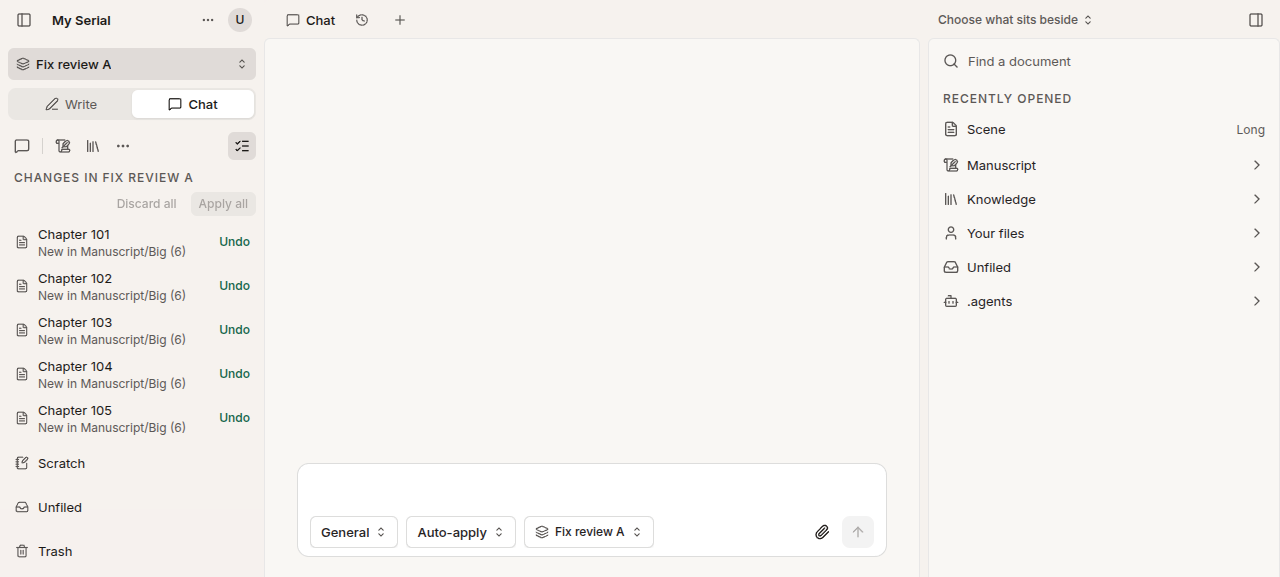 My Serial
U
Fix review A
Write
Chat
CHANGES IN FIX REVIEW A
Discard all
Apply all
Chapter 101
New in Manuscript/Big (6)
Undo
Chapter 102
New in Manuscript/Big (6)
Undo
Chapter 103
New in Manuscript/Big (6)
Undo
Chapter 104
New in Manuscript/Big (6)
Undo
Chapter 105
New in Manuscript/Big (6)
Undo
Scratch
Unfiled
Trash
Chat
General
Auto-apply
Fix review A
Choose what sits beside
Find a document
RECENTLY OPENED
Scene
Long
Manuscript
Knowledge
Your files
Unfiled
.agents